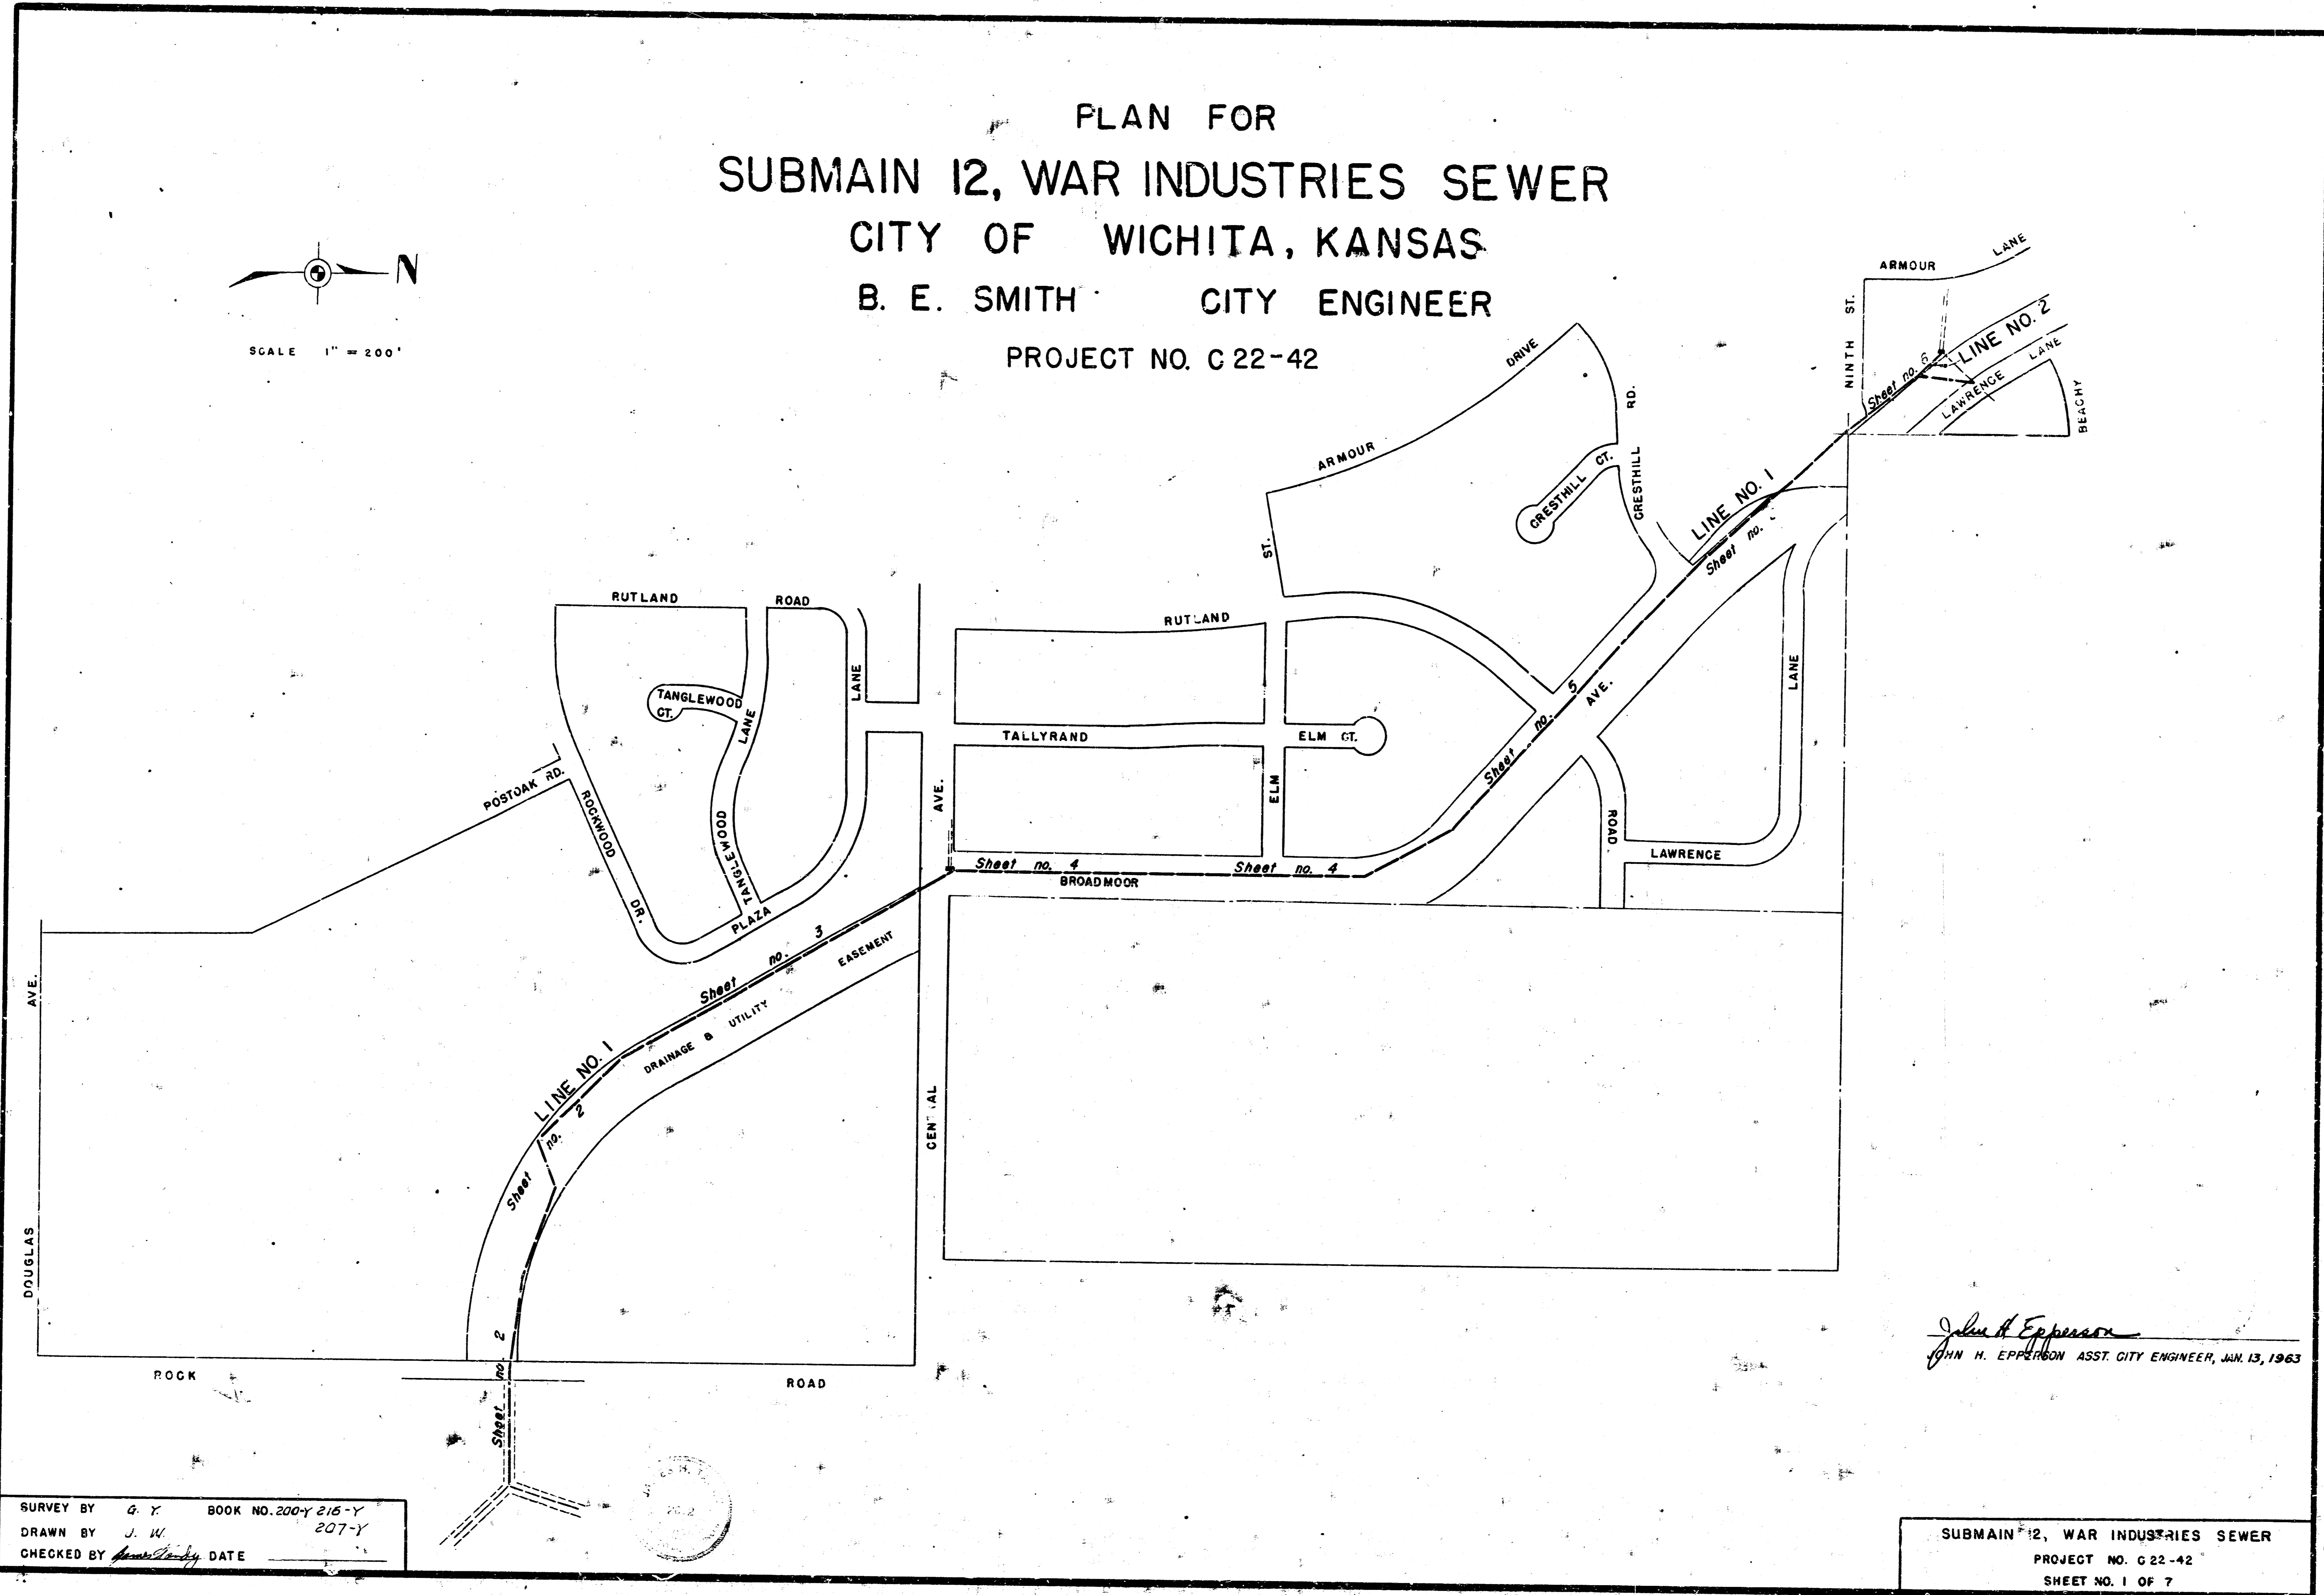 PLAN FOR
SUBMAIN 12, WAR INDUSTRIES SEWER
CITY OF WICHITA, KANSAS
B. E. SMITH CITY ENGINEER
PROJECT NO. C 22-42
N
SCALE 1" = 200'
ARMOUR LANE
NINTH ST.
LINE NO. 2
Sheet no. 6
LAWRENCE LANE
BEACHY
ARMOUR DRIVE
CRESTHILL RD.
CRESTHILL CT.
LINE NO. 1
Sheet no.
ST.
RUTLAND ROAD
RUTLAND
TANGLEWOOD
CT.
LANE
LANE
LANE
TALLYRAND
ELM CT.
ELM
AVE.
Sheet no. 5
AVE.
POSTOAK RD.
ROCKWOOD DR.
TANGLEWOOD
PLAZA
ROAD
LAWRENCE
Sheet no. 4
Sheet no. 4
BROADMOOR
Sheet no. 3
DRAINAGE & UTILITY EASEMENT
AVE.
DOUGLAS
LINE NO. 1
Sheet no. 2
Sheet no. 2
ROCK ROAD
John H Epperson
JOHN H. EPPERSON ASST. CITY ENGINEER, JAN. 13, 1963
SURVEY BY G. Y. BOOK NO. 200-Y 216-Y
207-Y
DRAWN BY J. W.
CHECKED BY DATE
SUBMAIN 12, WAR INDUSTRIES SEWER
PROJECT NO. C 22-42
SHEET NO. 1 OF 7